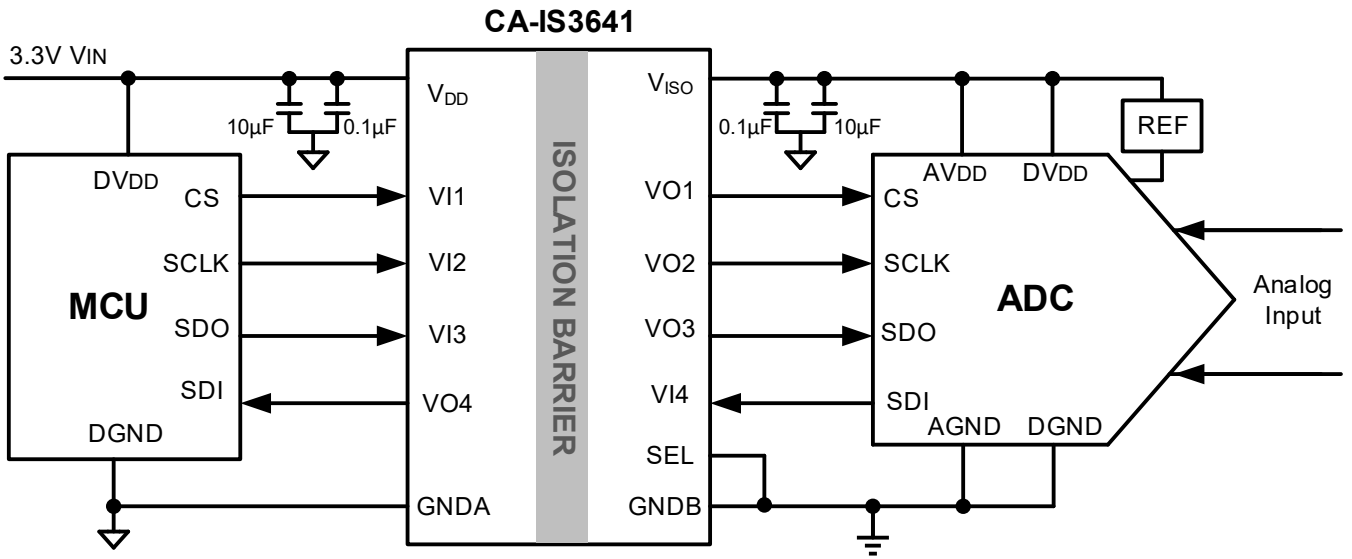 CA-IS3641
3.3V VIN
VDD
10µF
0.1µF
DVDD
CS
SCLK
MCU
SDO
SDI
DGND
VI1
VI2
VI3
VO4
GNDA
ISOLATION BARRIER
VISO
VO1
VO2
VO3
VI4
SEL
GNDB
0.1µF
10µF
REF
AVDD
DVDD
CS
SCLK
ADC
SDO
SDI
AGND
DGND
Analog
Input